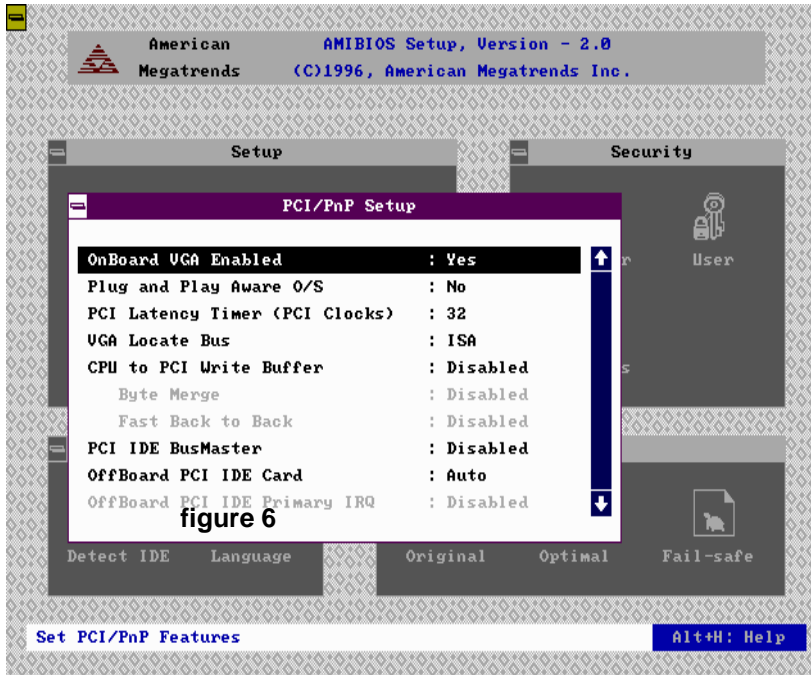 American AMIBIOS Setup, Version - 2.0
Megatrends (C)1996, American Megatrends Inc.
Setup
Security
PCI/PnP Setup
OnBoard VGA Enabled : Yes
Plug and Play Aware O/S : No
PCI Latency Timer (PCI Clocks) : 32
VGA Locate Bus : ISA
CPU to PCI Write Buffer : Disabled
Byte Merge : Disabled
Fast Back to Back : Disabled
PCI IDE BusMaster : Disabled
OffBoard PCI IDE Card : Auto
OffBoard PCI IDE Primary IRQ : Disabled
figure 6
User
Detect IDE Language Original Optimal Fail-safe
Set PCI/PnP Features Alt+H: Help